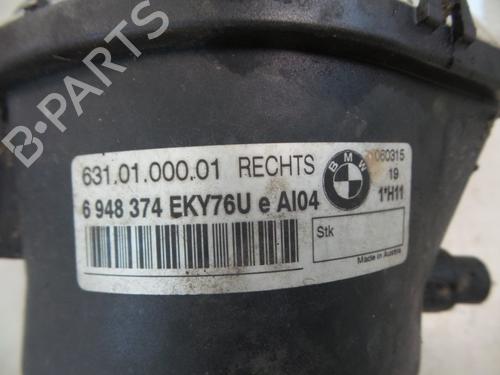 B-PARTS
631.01.000.01 RECHTS
BMW
060315
19
1*H11
6 948 374 EKY76U e AI04
Stk
Made in Austria